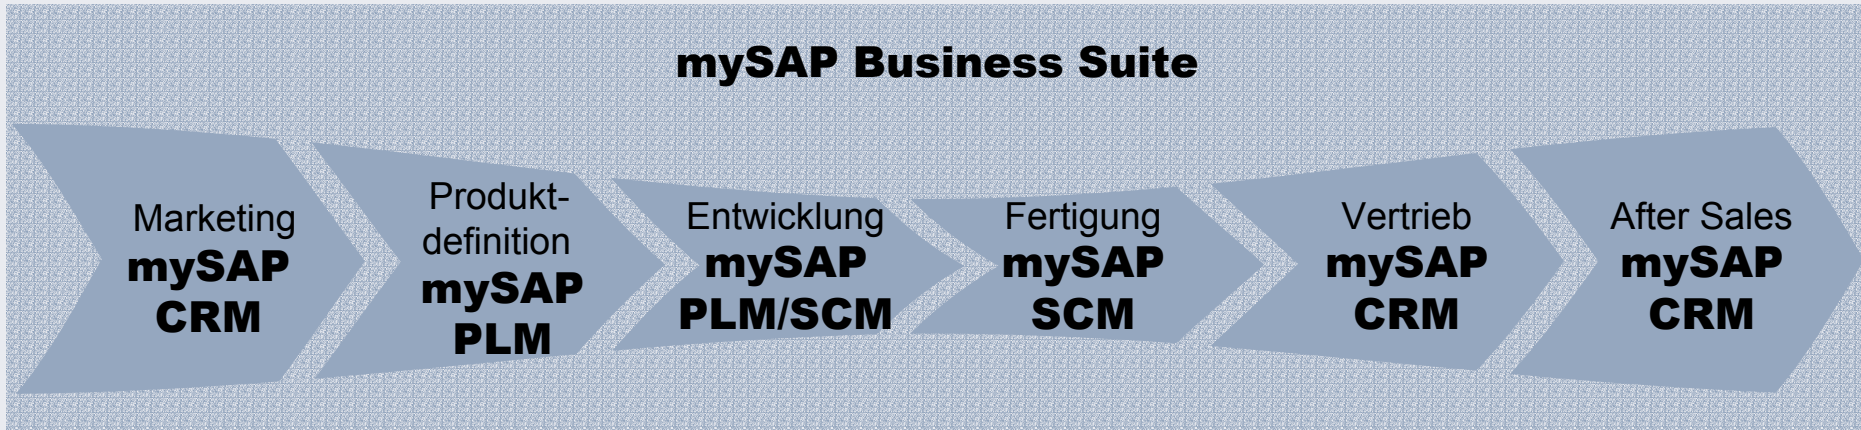 mySAP Business Suite
Marketing
mySAP
CRM
Produkt-
definition
mySAP
PLM
Entwicklung
mySAP
PLM/SCM
Fertigung
mySAP
SCM
Vertrieb
mySAP
CRM
After Sales
mySAP
CRM